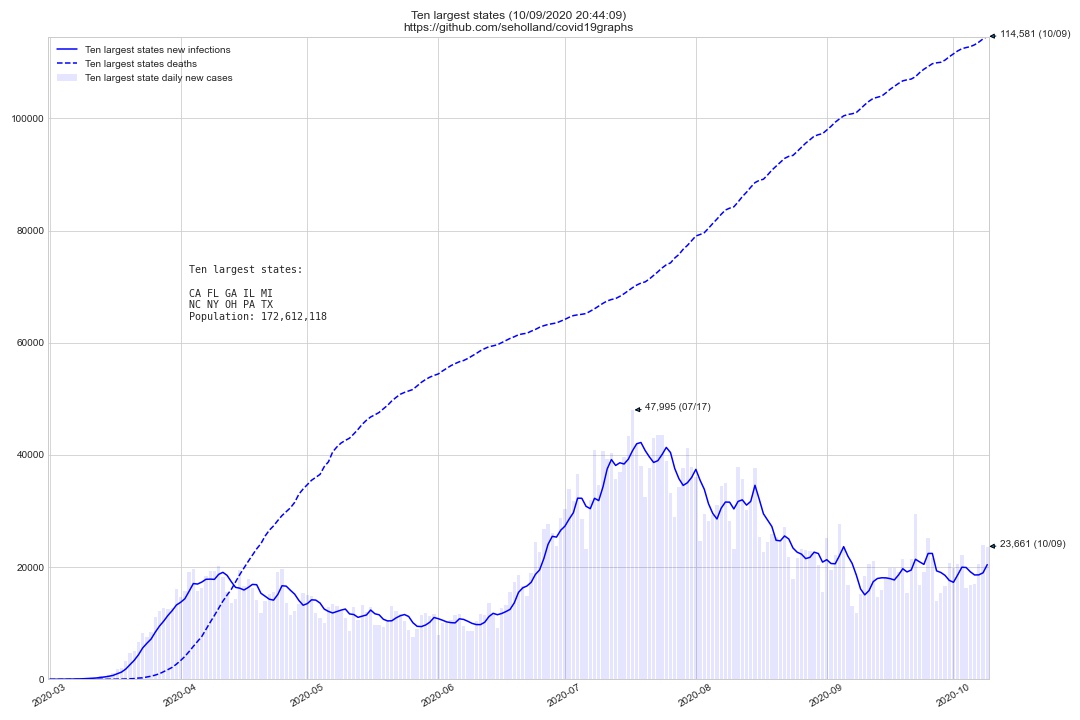 Ten largest states (10/09/2020 20:44:09)
https://github.com/seholland/covid19graphs
Ten largest states new infections
Ten largest states deaths
Ten largest state daily new cases
114,581 (10/09)
100000
80000
Ten largest states:
CA FL GA IL MI
NC NY OH PA TX
Population: 172,612,118
60000
47,995 (07/17)
40000
23,661 (10/09)
20000
0
2020-03
2020-04
2020-05
2020-06
2020-07
2020-08
2020-09
2020-10